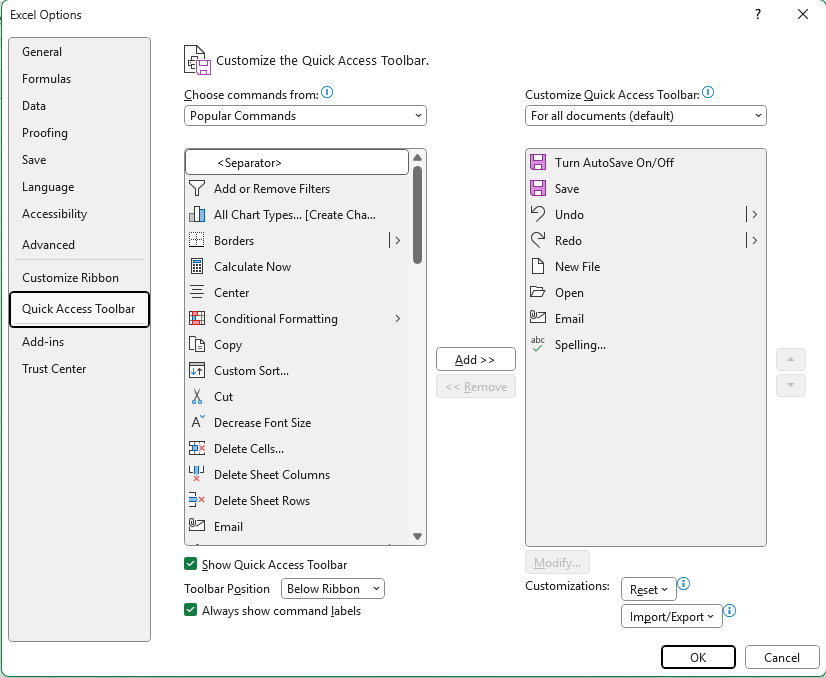 Excel Options
?
General
Formulas
Data
Proofing
Save
Language
Accessibility
Advanced
Customize Ribbon
Quick Access Toolbar
Add-ins
Trust Center
Customize the Quick Access Toolbar.
Choose commands from:
Popular Commands
<Separator>
Add or Remove Filters
All Chart Types... [Create Cha...
Borders
Calculate Now
Center
Conditional Formatting
Copy
Custom Sort...
Cut
Decrease Font Size
Delete Cells...
Delete Sheet Columns
Delete Sheet Rows
Email
Show Quick Access Toolbar
Toolbar Position Below Ribbon
Always show command labels
Add >>
<< Remove
Customize Quick Access Toolbar:
For all documents (default)
Turn AutoSave On/Off
Save
Undo
Redo
New File
Open
Email
abc Spelling...
Modify...
Customizations: Reset
Import/Export
OK
Cancel